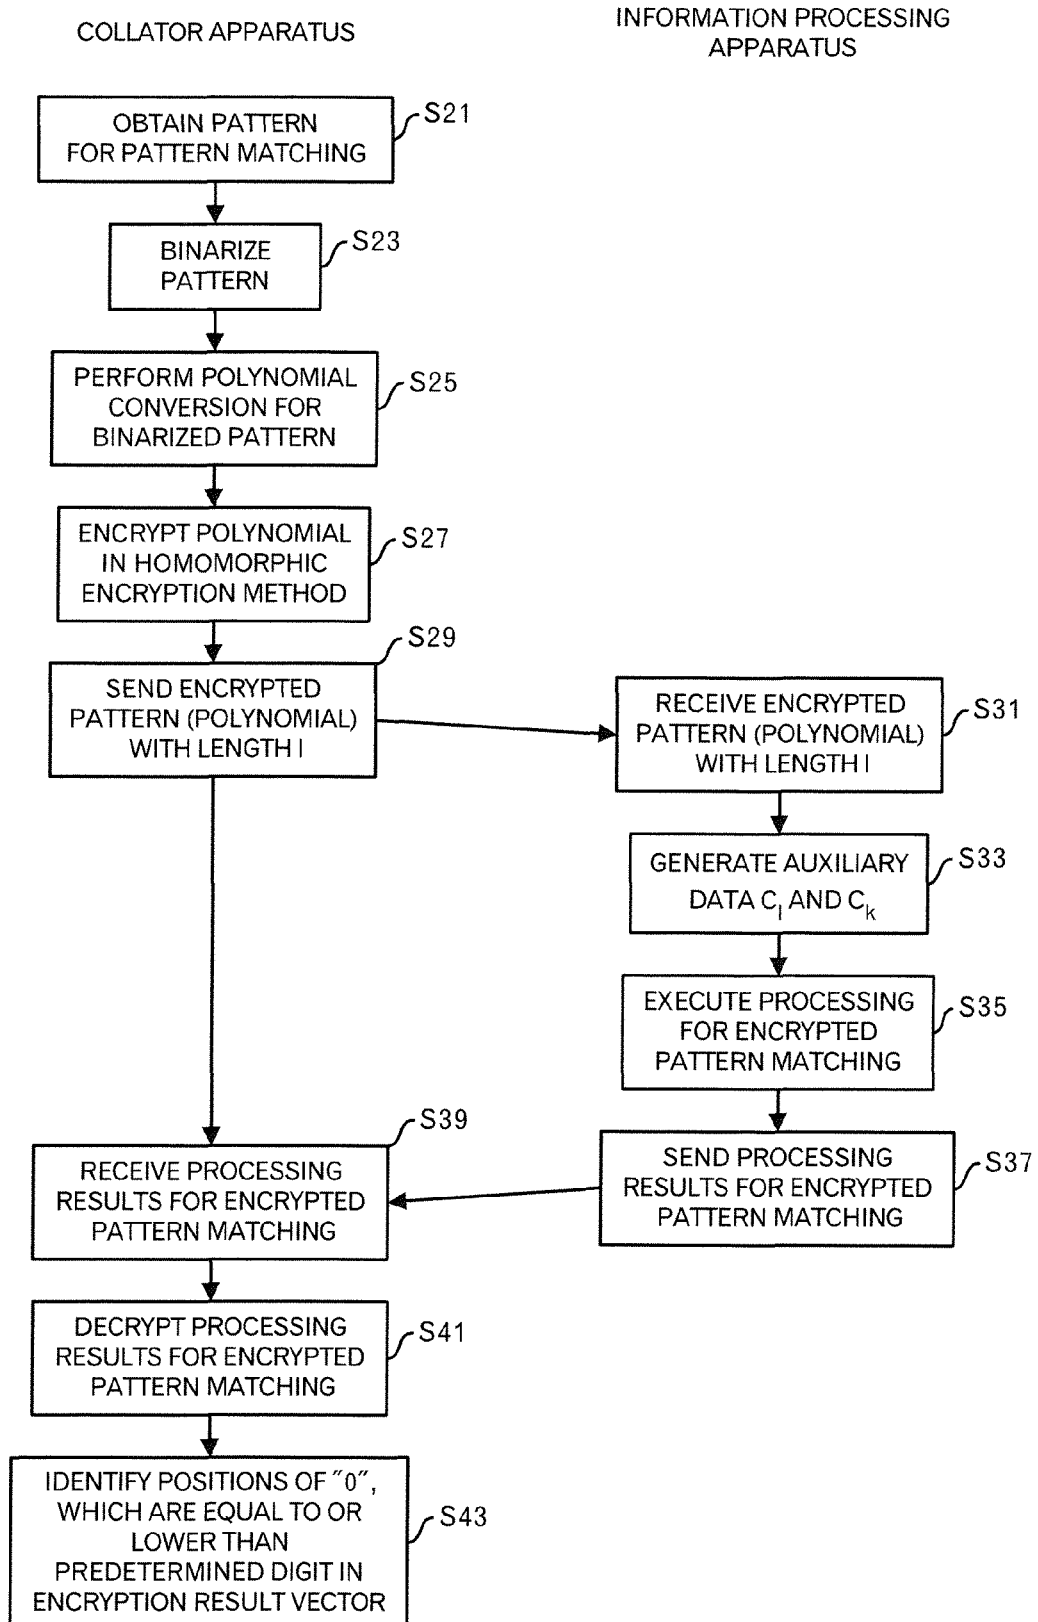 COLLATOR APPARATUS
INFORMATION PROCESSING
APPARATUS
OBTAIN PATTERN
FOR PATTERN MATCHING
S21
BINARIZE
PATTERN
S23
PERFORM POLYNOMIAL
CONVERSION FOR
BINARIZED PATTERN
S25
ENCRYPT POLYNOMIAL
IN HOMOMORPHIC
ENCRYPTION METHOD
S27
SEND ENCRYPTED
PATTERN (POLYNOMIAL)
WITH LENGTH l
S29
RECEIVE ENCRYPTED
PATTERN (POLYNOMIAL)
WITH LENGTH l
S31
GENERATE AUXILIARY
DATA C_l AND C_k
S33
EXECUTE PROCESSING
FOR ENCRYPTED
PATTERN MATCHING
S35
SEND PROCESSING
RESULTS FOR ENCRYPTED
PATTERN MATCHING
S37
RECEIVE PROCESSING
RESULTS FOR ENCRYPTED
PATTERN MATCHING
S39
DECRYPT PROCESSING
RESULTS FOR ENCRYPTED
PATTERN MATCHING
S41
IDENTIFY POSITIONS OF "0",
WHICH ARE EQUAL TO OR
LOWER THAN
PREDETERMINED DIGIT IN
ENCRYPTION RESULT VECTOR
S43